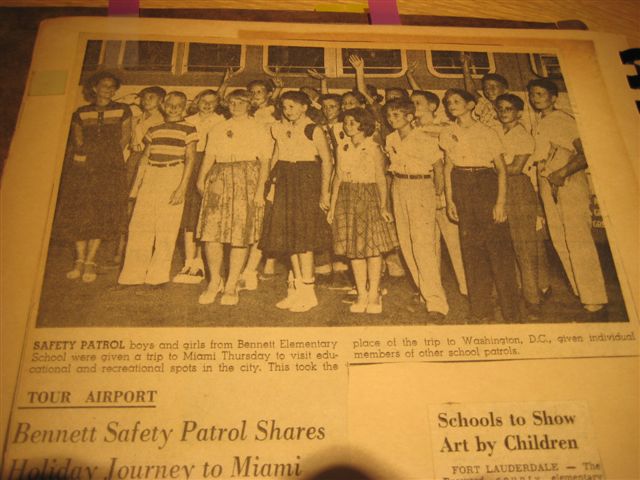 SAFETY PATROL boys and girls from Bennett Elementary
School were given a trip to Miami Thursday to visit edu-
cational and recreational spots in the city. This took the
place of the trip to Washington, D.C., given individual
members of other school patrols.
TOUR AIRPORT
Bennett Safety Patrol Shares
Holiday Journey to Miami
Schools to Show
Art by Children
FORT LAUDERDALE — The